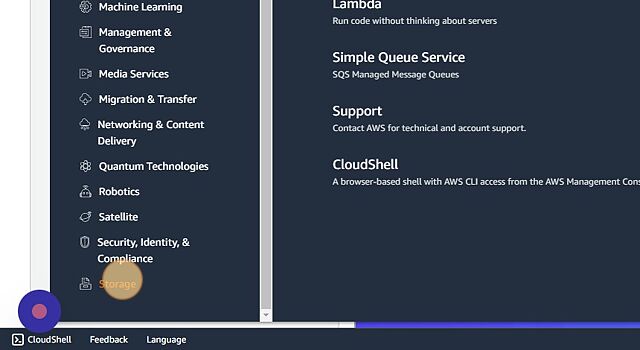 Machine Learning
Management &
Governance
Media Services
Migration & Transfer
Networking & Content
Delivery
Quantum Technologies
Robotics
Satellite
Security, Identity, &
Compliance
Storage
Lambda
Run code without thinking about servers
Simple Queue Service
SQS Managed Message Queues
Support
Contact AWS for technical and account support.
CloudShell
A browser-based shell with AWS CLI access from the AWS Management Cons
CloudShell
Feedback
Language